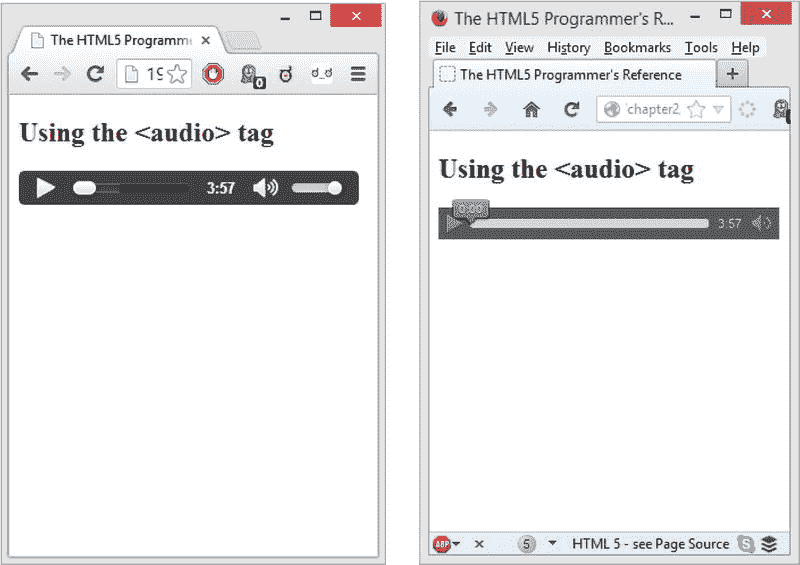 The HTML5 Programme
19
0
Using the <audio> tag
3:57
The HTML5 Programmer's R...
File Edit View History Bookmarks Tools Help
The HTML5 Programmer's Reference
chapter2
Using the <audio> tag
0:00
3:57
ABP 5 HTML 5 - see Page Source